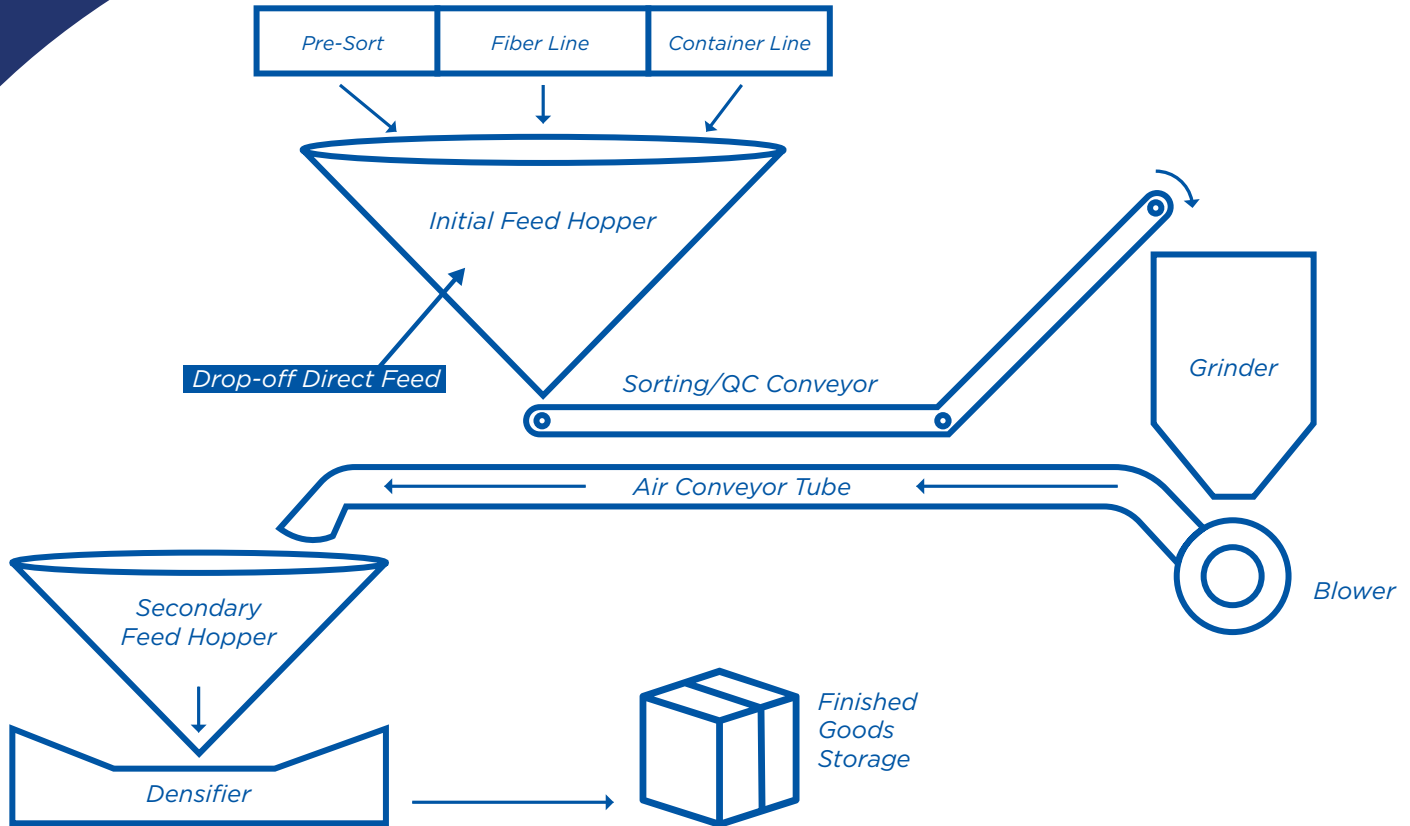 Pre-Sort
Fiber Line
Container Line
Initial Feed Hopper
Drop-off Direct Feed
Sorting/QC Conveyor
Grinder
Air Conveyor Tube
Blower
Secondary
Feed Hopper
Densifier
Finished
Goods
Storage